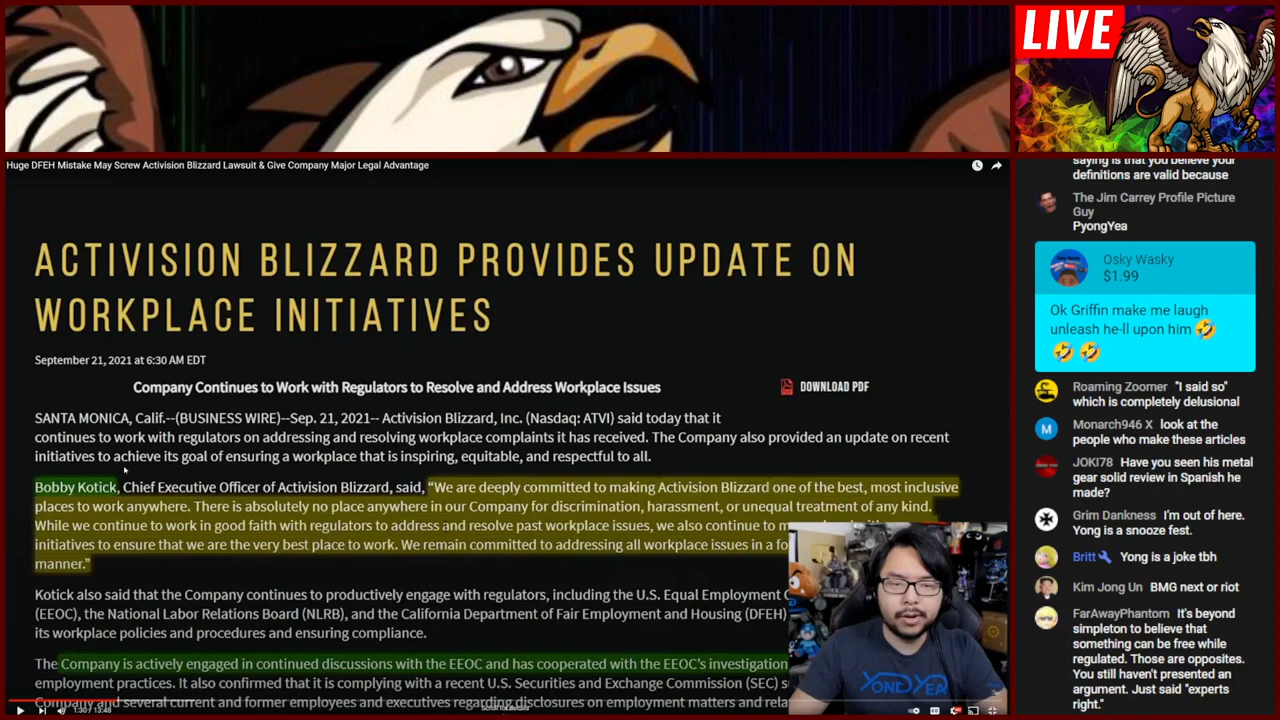 LIVE
Huge DFEH Mistake May Screw Activision Blizzard Lawsuit & Give Company Major Legal Advantage
ACTIVISION BLIZZARD PROVIDES UPDATE ON
WORKPLACE INITIATIVES
September 21, 2021 at 6:30 AM EDT
Company Continues to Work with Regulators to Resolve and Address Workplace Issues
DOWNLOAD PDF
SANTA MONICA, Calif.--(BUSINESS WIRE)--Sep. 21, 2021-- Activision Blizzard, Inc. (Nasdaq: ATVI) said today that it
continues to work with regulators on addressing and resolving workplace complaints it has received. The Company also provided an update on recent
initiatives to achieve its goal of ensuring a workplace that is inspiring, equitable, and respectful to all.
Bobby Kotick, Chief Executive Officer of Activision Blizzard, said, “We are deeply committed to making Activision Blizzard one of the best, most inclusive
places to work anywhere. There is absolutely no place anywhere in our Company for discrimination, harassment, or unequal treatment of any kind.
While we continue to work in good faith with regulators to address and resolve past workplace issues, we also continue to
initiatives to ensure that we are the very best place to work. We remain committed to addressing all workplace issues in a
manner.”
Kotick also said that the Company continues to productively engage with regulators, including the U.S. Equal Employment
(EEOC), the National Labor Relations Board (NLRB), and the California Department of Fair Employment and Housing (DFEH)
its workplace policies and procedures and ensuring compliance.
The Company is actively engaged in continued discussions with the EEOC and has cooperated with the EEOC’s investigation
employment practices. It also confirmed that it is complying with a recent U.S. Securities and Exchange Commission (SEC)
Company and several current and former employees and executives regarding disclosures on employment matters and
Scroll for details
1:30 / 13:48
YONGYEA
saying is that you believe your
definitions are valid because
The Jim Carrey Profile Picture
Guy
PyongYea
Osky Wasky
$1.99
Ok Griffin make me laugh
unleash he-ll upon him 🤣
🤣 🤣
Roaming Zoomer "I said so"
which is completely delusional
M
Monarch946 X look at the
people who make these articles
JOKI78 Have you seen his metal
gear solid review in Spanish he
made?
Grim Dankness I'm out of here.
Yong is a snooze fest.
Britt Yong is a joke tbh
Kim Jong Un BMG next or riot
FarAwayPhantom It's beyond
simpleton to believe that
something can be free while
regulated. Those are opposites.
You still haven't presented an
argument. Just said "experts
right."